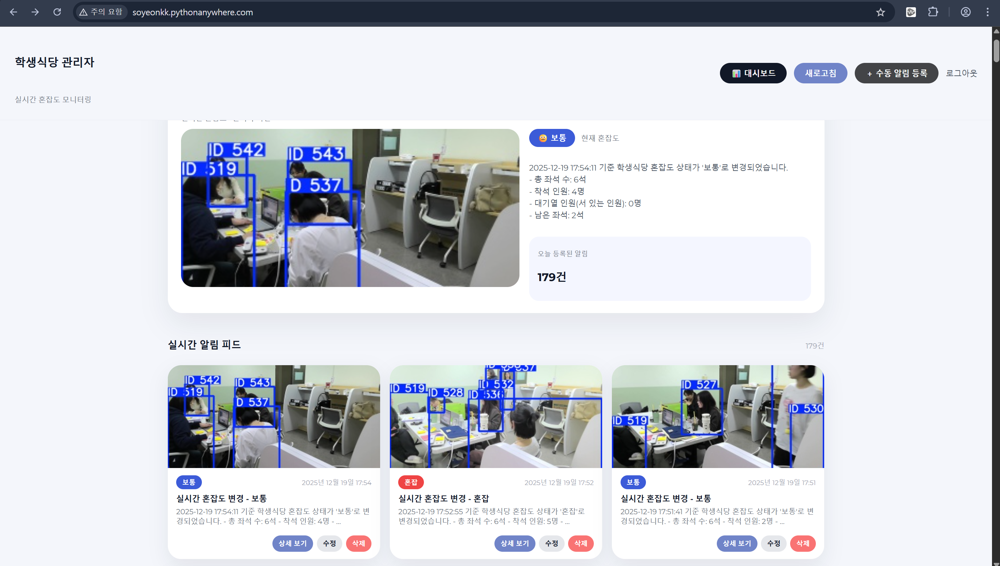 주의 요함
soyeonkk.pythonanywhere.com
학생식당 관리자
실시간 혼잡도 모니터링
대시보드
새로고침
+ 수동 알림 등록
로그아웃
ID 542
ID 543
ID 519
D 537
보통
현재 혼잡도
2025-12-19 17:54:11 기준 학생식당 혼잡도 상태가 '보통'로 변경되었습니다.
- 총 좌석 수: 6석
- 착석 인원: 4명
- 대기열 인원(서 있는 인원): 0명
- 남은 좌석: 2석
오늘 등록된 알림
179건
실시간 알림 피드
179건
ID 542
ID 543
ID 519
D 537
보통
2025년 12월 19일 17:54
실시간 혼잡도 변경 - 보통
2025-12-19 17:54:11 기준 학생식당 혼잡도 상태가 '보통'로 변
경되었습니다. - 총 좌석 수: 6석 - 착석 인원: 4명 - ...
상세 보기
수정
삭제
ID 519
ID 528
ID 532
ID 536
혼잡
2025년 12월 19일 17:52
실시간 혼잡도 변경 - 혼잡
2025-12-19 17:52:55 기준 학생식당 혼잡도 상태가 '혼잡'로
변경되었습니다. - 총 좌석 수: 6석 - 착석 인원: 5명 - ...
상세 보기
수정
삭제
ID 527
ID 530
ID 519
보통
2025년 12월 19일 17:51
실시간 혼잡도 변경 - 보통
2025-12-19 17:51:41 기준 학생식당 혼잡도 상태가 '보통'로 변
경되었습니다. - 총 좌석 수: 6석 - 착석 인원: 2명 - ...
상세 보기
수정
삭제